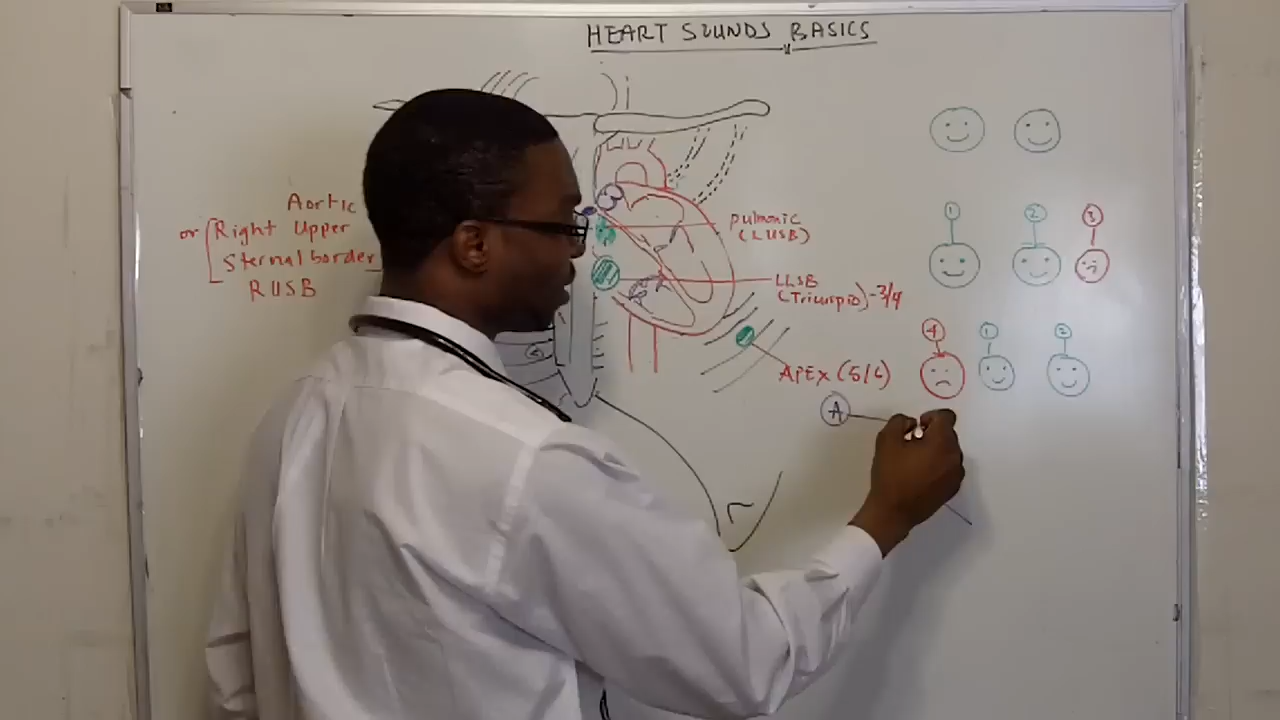 HEART SOUNDS BASICS
Aortic
or Right Upper
Sternal border
RUSB
Pulmonic
(LUSB)
LLSB
(Tricuspid) - 3/4
APEX (5/6)
1
2
3
4
1
2
A